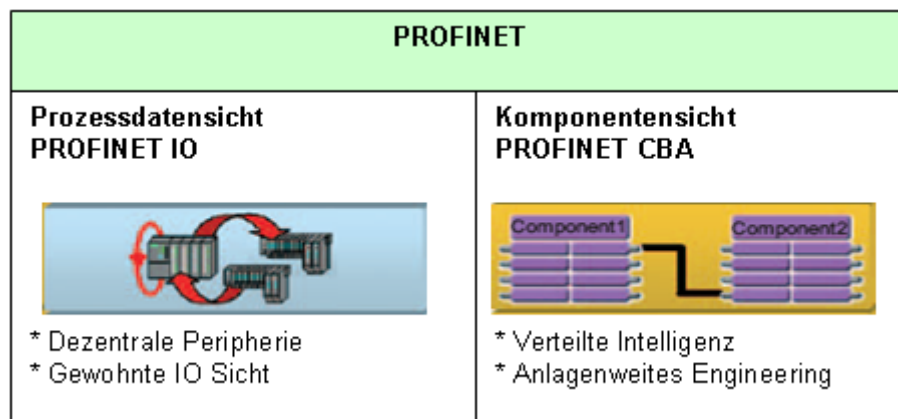 PROFINET
Prozessdatensicht
PROFINET IO
* Dezentrale Peripherie
* Gewohnte IO Sicht
Komponentensicht
PROFINET CBA
Component1
Component2
* Verteilte Intelligenz
* Anlagenweites Engineering